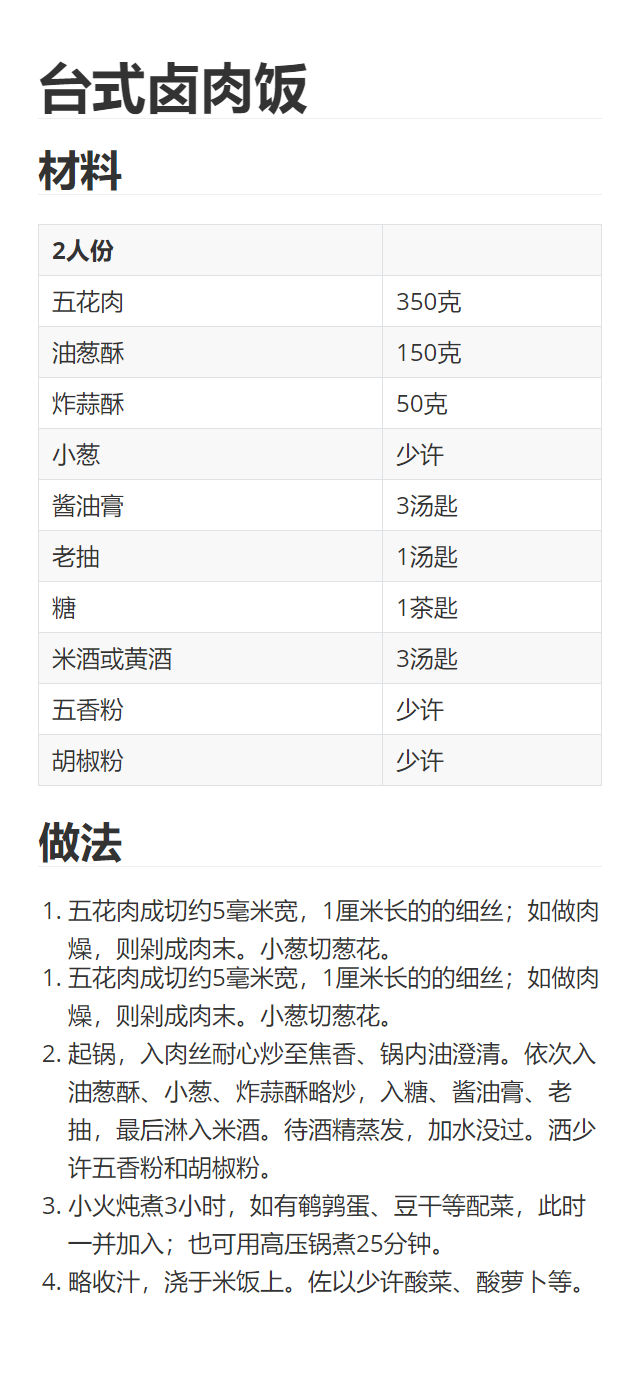 台式卤肉饭
材料
2人份
五花肉 350克
油葱酥 150克
炸蒜酥 50克
小葱 少许
酱油膏 3汤匙
老抽 1汤匙
糖 1茶匙
米酒或黄酒 3汤匙
五香粉 少许
胡椒粉 少许
做法
1. 五花肉成切约5毫米宽，1厘米长的的细丝；如做肉
燥，则剁成肉末。小葱切葱花。
1. 五花肉成切约5毫米宽，1厘米长的的细丝；如做肉
燥，则剁成肉末。小葱切葱花。
2. 起锅，入肉丝耐心炒至焦香、锅内油澄清。依次入
油葱酥、小葱、炸蒜酥略炒，入糖、酱油膏、老
抽，最后淋入米酒。待酒精蒸发，加水没过。洒少
许五香粉和胡椒粉。
3. 小火炖煮3小时，如有鹌鹑蛋、豆干等配菜，此时
一并加入；也可用高压锅煮25分钟。
4. 略收汁，浇于米饭上。佐以少许酸菜、酸萝卜等。